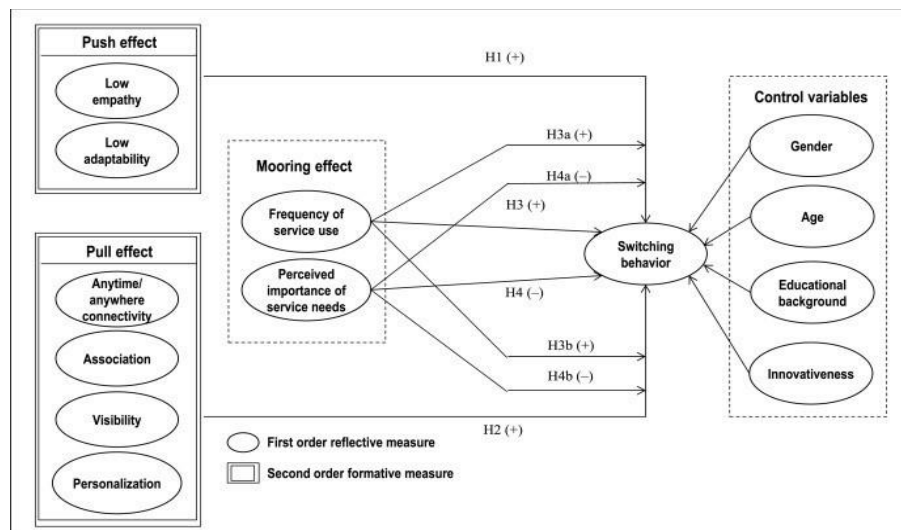 Push effect
Low
empathy
Low
adaptability
Pull effect
Anytime/
anywhere
connectivity
Association
Visibility
Personalization
Mooring effect
Frequency of
service use
Perceived
importance of
service needs
H1 (+)
H3a (+)
H4a (–)
H3 (+)
H4 (–)
H3b (+)
H4b (–)
H2 (+)
Switching
behavior
Control variables
Gender
Age
Educational
background
Innovativeness
First order reflective measure
Second order formative measure